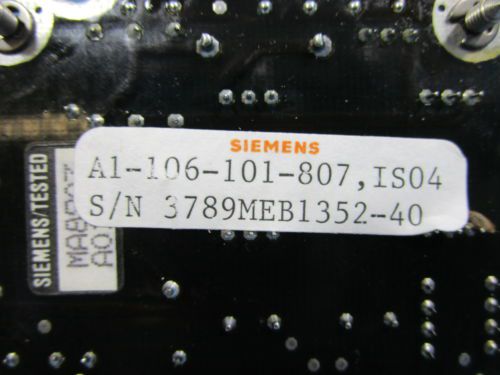 SIEMENS
A1-106-101-807,IS04
S/N 3789MEB1352-40
SIEMENS/TESTED